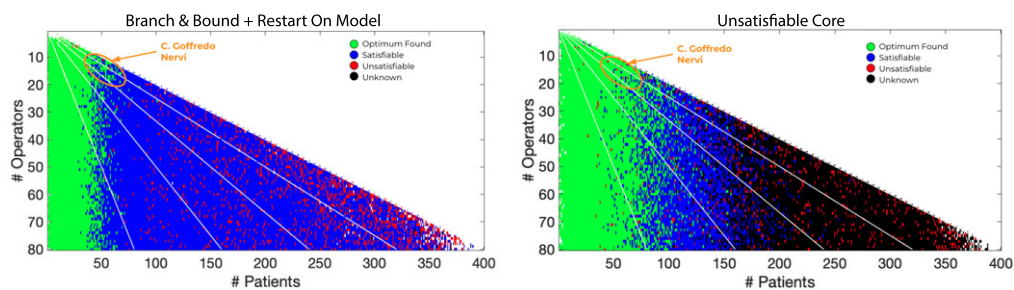 Branch & Bound + Restart On Model
C. Goffredo
Nervi
Optimum Found
Satisfiable
Unsatisfiable
Unknown
# Operators
10
20
30
40
50
60
70
80
50
100
150
200
250
300
350
400
# Patients
Unsatisfiable Core
C. Goffredo
Nervi
Optimum Found
Satisfiable
Unsatisfiable
Unknown
# Operators
10
20
30
40
50
60
70
80
50
100
150
200
250
300
350
400
# Patients